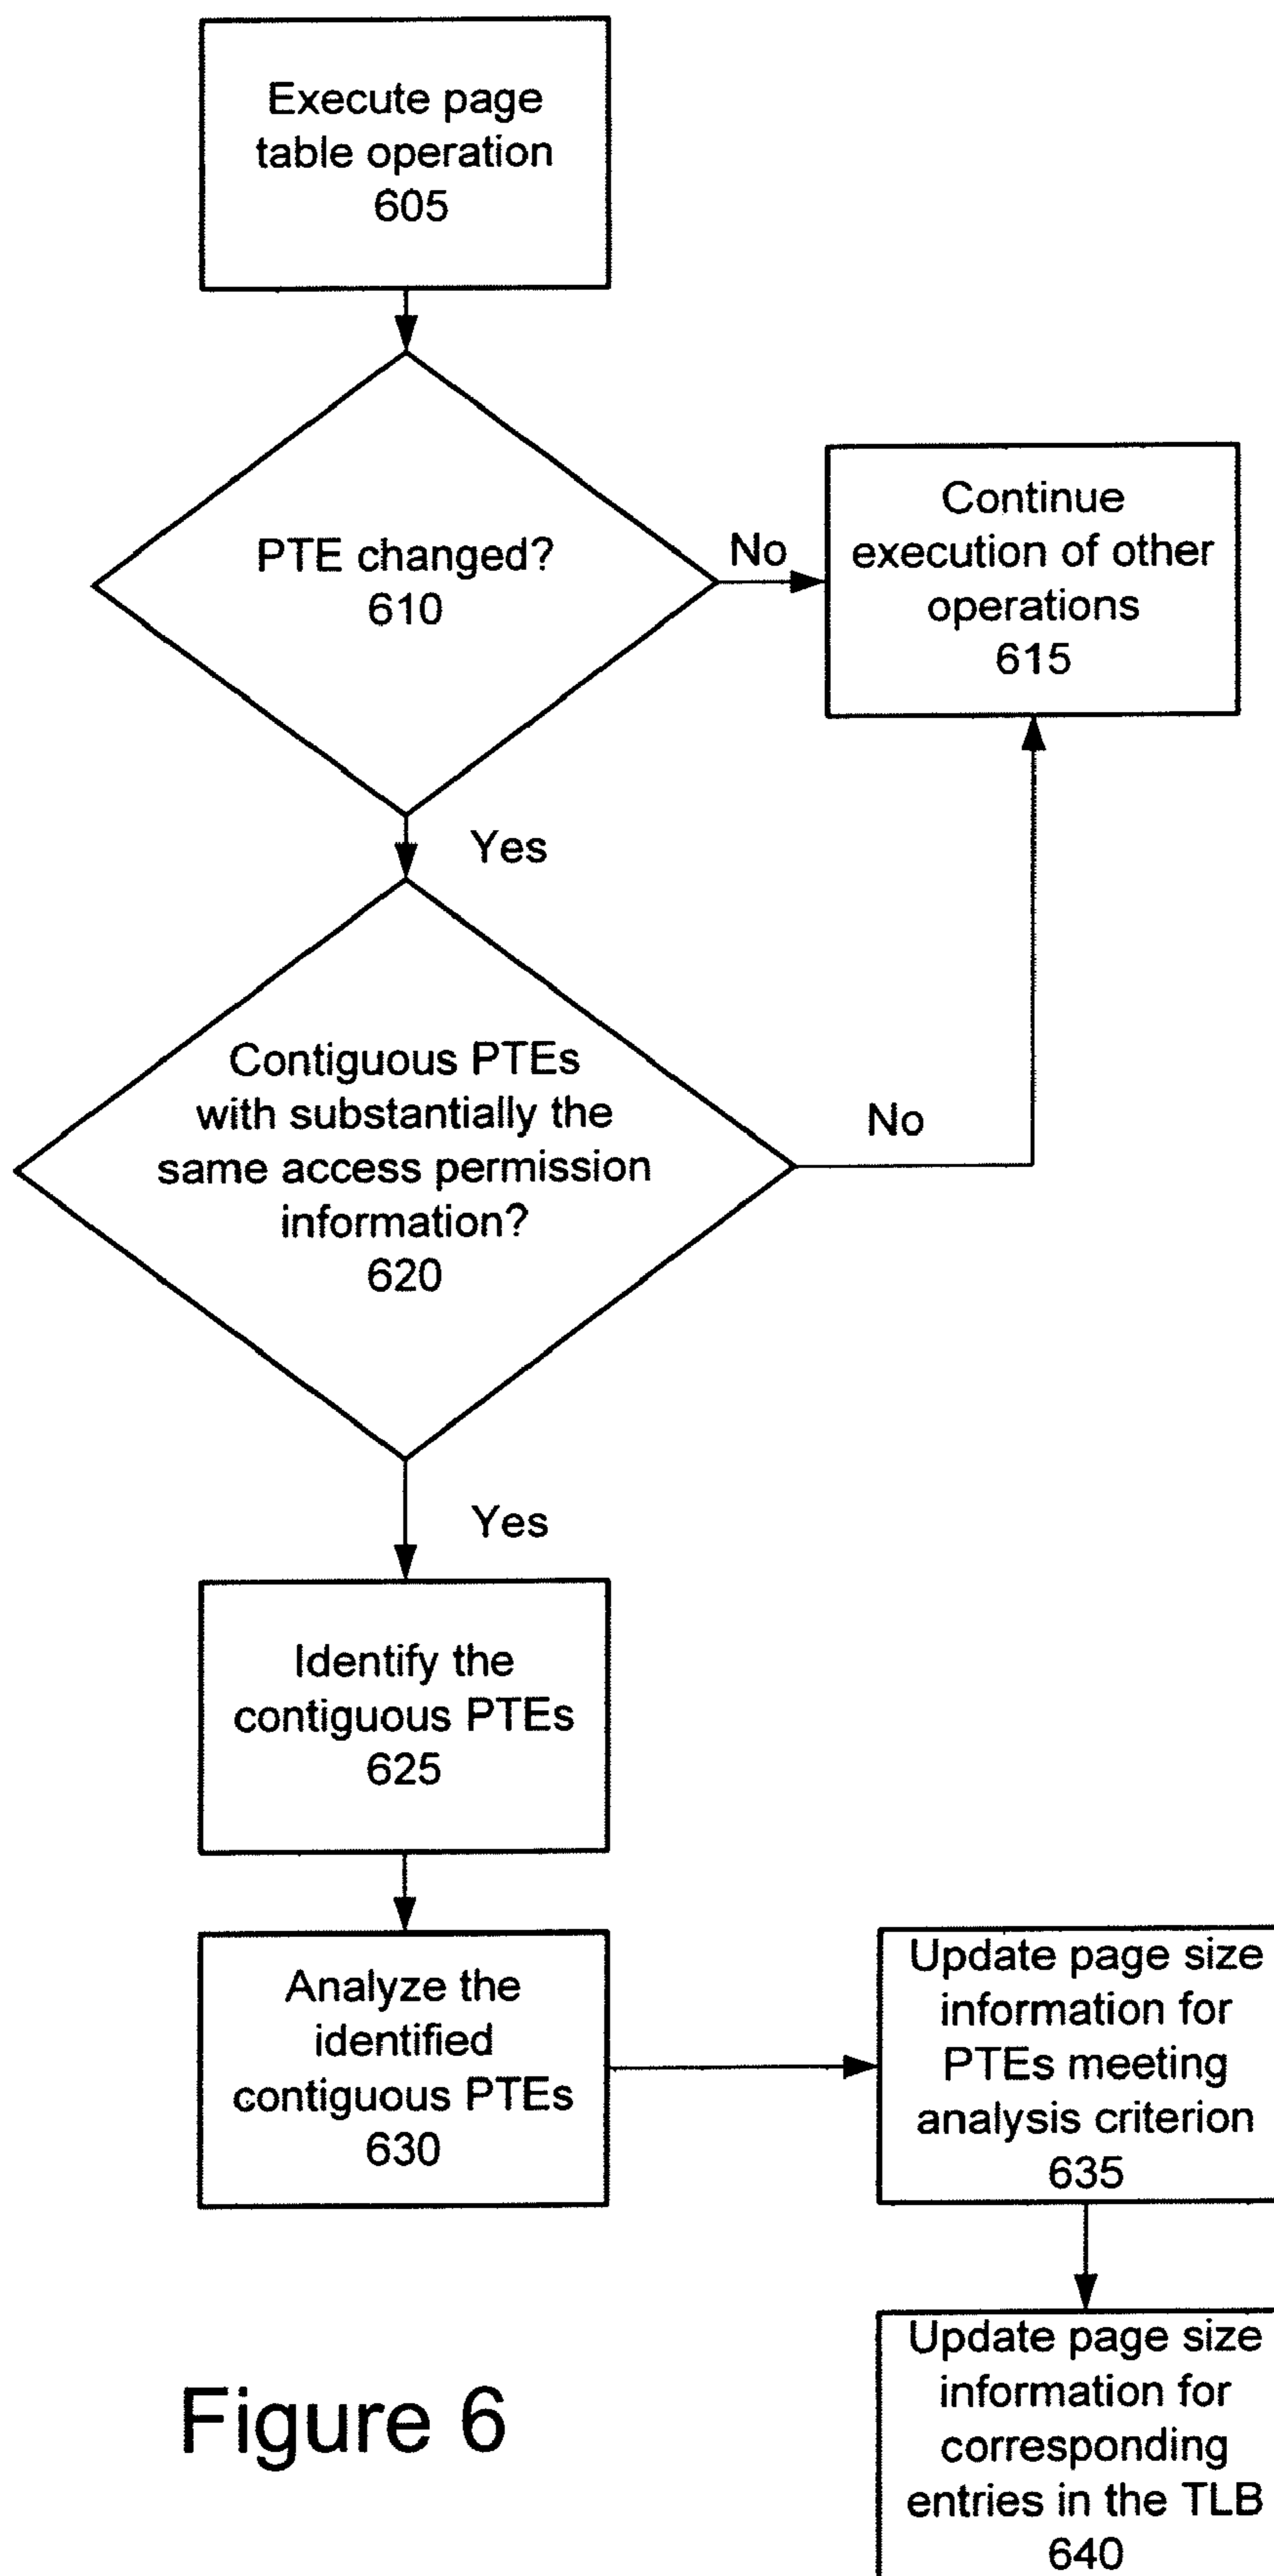 Execute page
table operation
605
PTE changed?
610
No
Continue
execution of other
operations
615
Yes
Contiguous PTEs
with substantially the
same access permission
information?
620
No
Yes
Identify the
contiguous PTEs
625
Analyze the
identified
contiguous PTEs
630
Update page size
information for
PTEs meeting
analysis criterion
635
Update page size
information for
corresponding
entries in the TLB
640
Figure 6